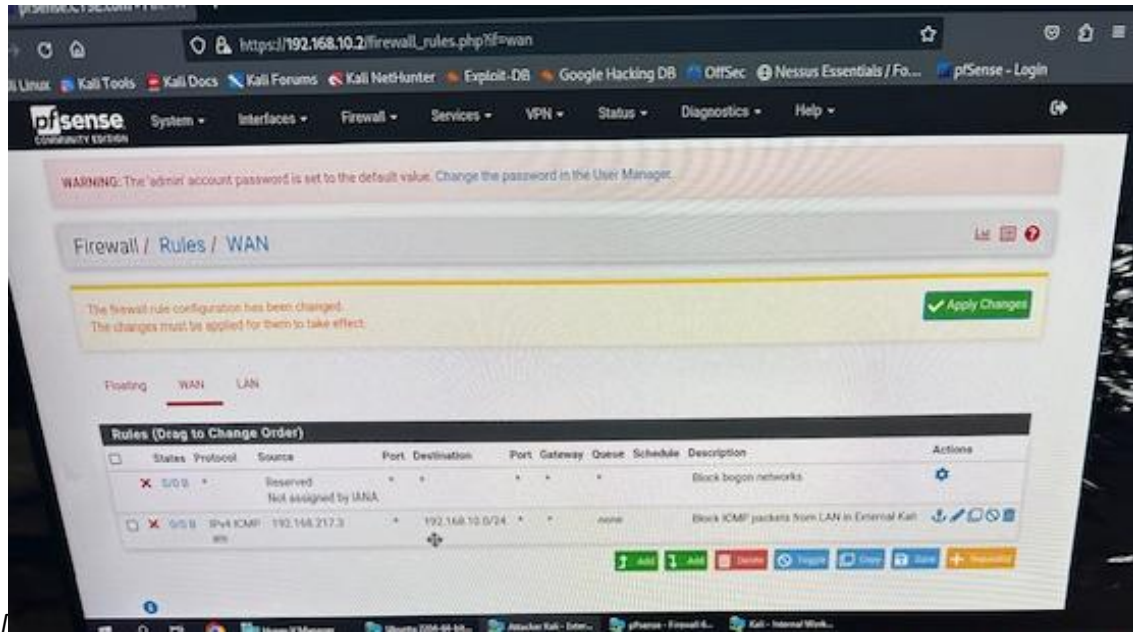 https://192.168.10.2/firewall_rules.php?if=wan
Kali Tools Kali Docs Kali Forums Kali NetHunter Exploit-DB Google Hacking DB OffSec Nessus Essentials / Fo... pfSense - Login
pfsense System Interfaces Firewall Services VPN Status Diagnostics Help
COMMUNITY EDITION
WARNING: The 'admin' account password is set to the default value. Change the password in the User Manager.
Firewall / Rules / WAN
The firewall rule configuration has been changed.
The changes must be applied for them to take effect.
Apply Changes
Floating WAN LAN
Rules (Drag to Change Order)
States Protocol Source Port Destination Port Gateway Queue Schedule Description Actions
0/0 B * Reserved * * * * * Block bogon networks
Not assigned by IANA
0/0 B IPv4 ICMP 192.168.217.3 * 192.168.10.0/24 * * none Block ICMP packets from LAN in External Kali
any
Add Add Delete Toggle Copy Save Separator